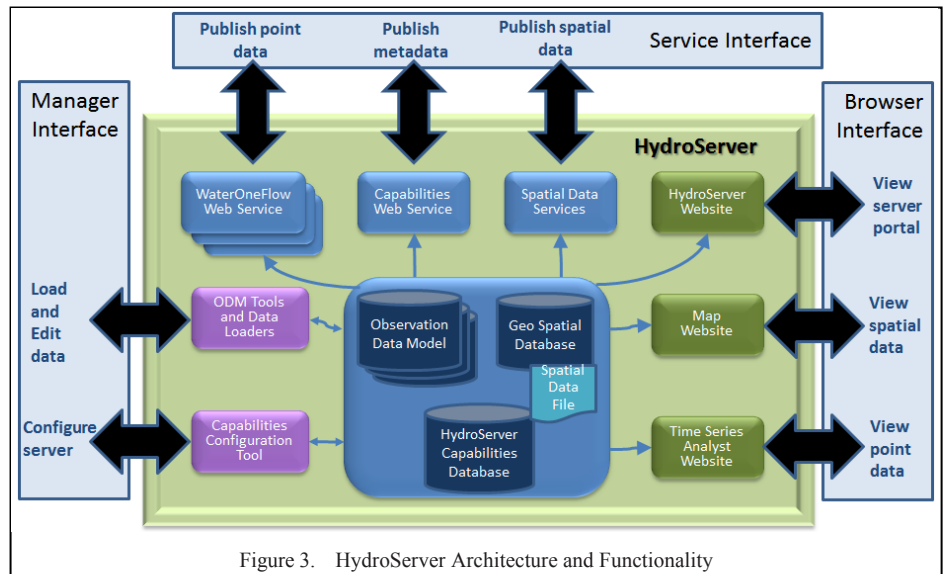 Publish point
data
Publish
metadata
Publish spatial
data
Service Interface
Manager
Interface
Browser
Interface
HydroServer
WaterOneFlow
Web Service
Capabilities
Web Service
Spatial Data
Services
HydroServer
Website
View
server
portal
Load
and
Edit
data
ODM Tools
and Data
Loaders
Observation
Data Model
Geo Spatial
Database
Spatial
Data
File
Map
Website
View
spatial
data
Configure
server
Capabilities
Configuration
Tool
HydroServer
Capabilities
Database
Time Series
Analyst
Website
View
point
data
Figure 3. HydroServer Architecture and Functionality